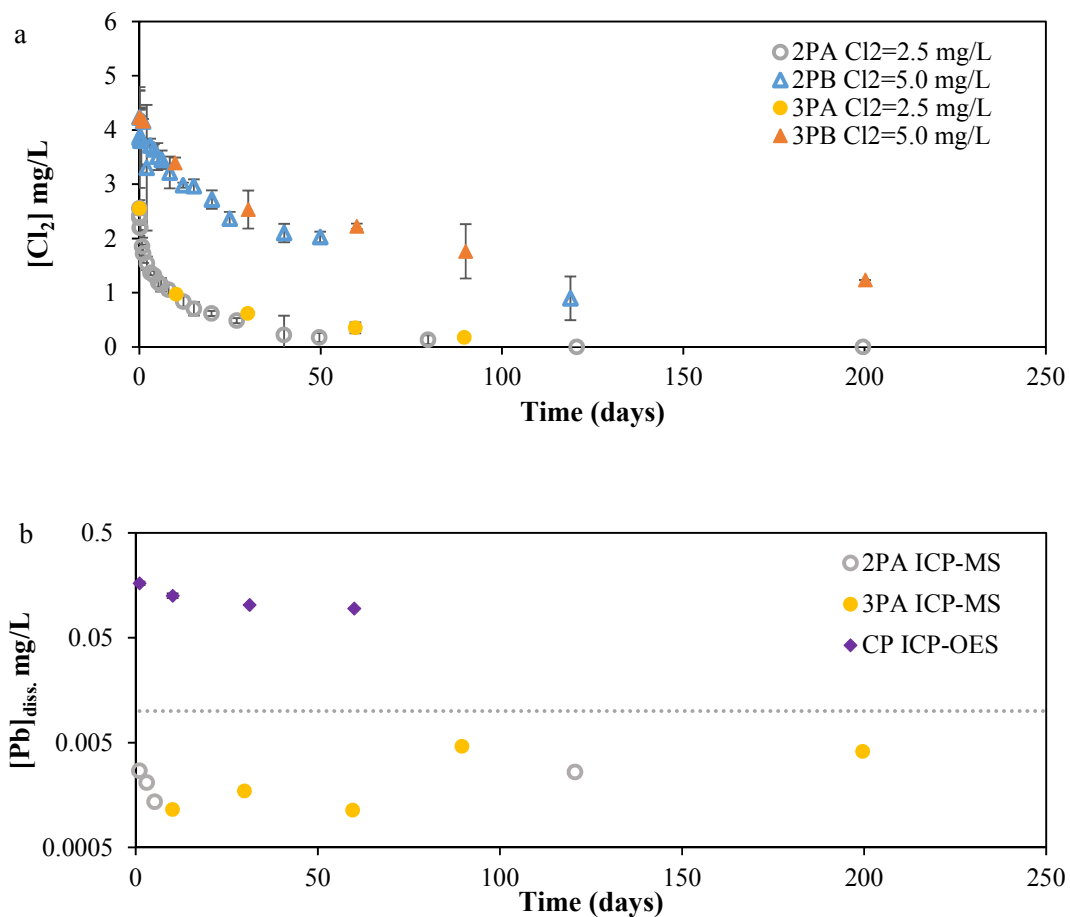 a
6
5
4
3
2
1
0
[Cl₂] mg/L
2PA Cl2=2.5 mg/L
2PB Cl2=5.0 mg/L
3PA Cl2=2.5 mg/L
3PB Cl2=5.0 mg/L
0 50 100 150 200 250
Time (days)
b
0.5
0.05
0.005
0.0005
[Pb]diss. mg/L
2PA ICP-MS
3PA ICP-MS
CP ICP-OES
0 50 100 150 200 250
Time (days)